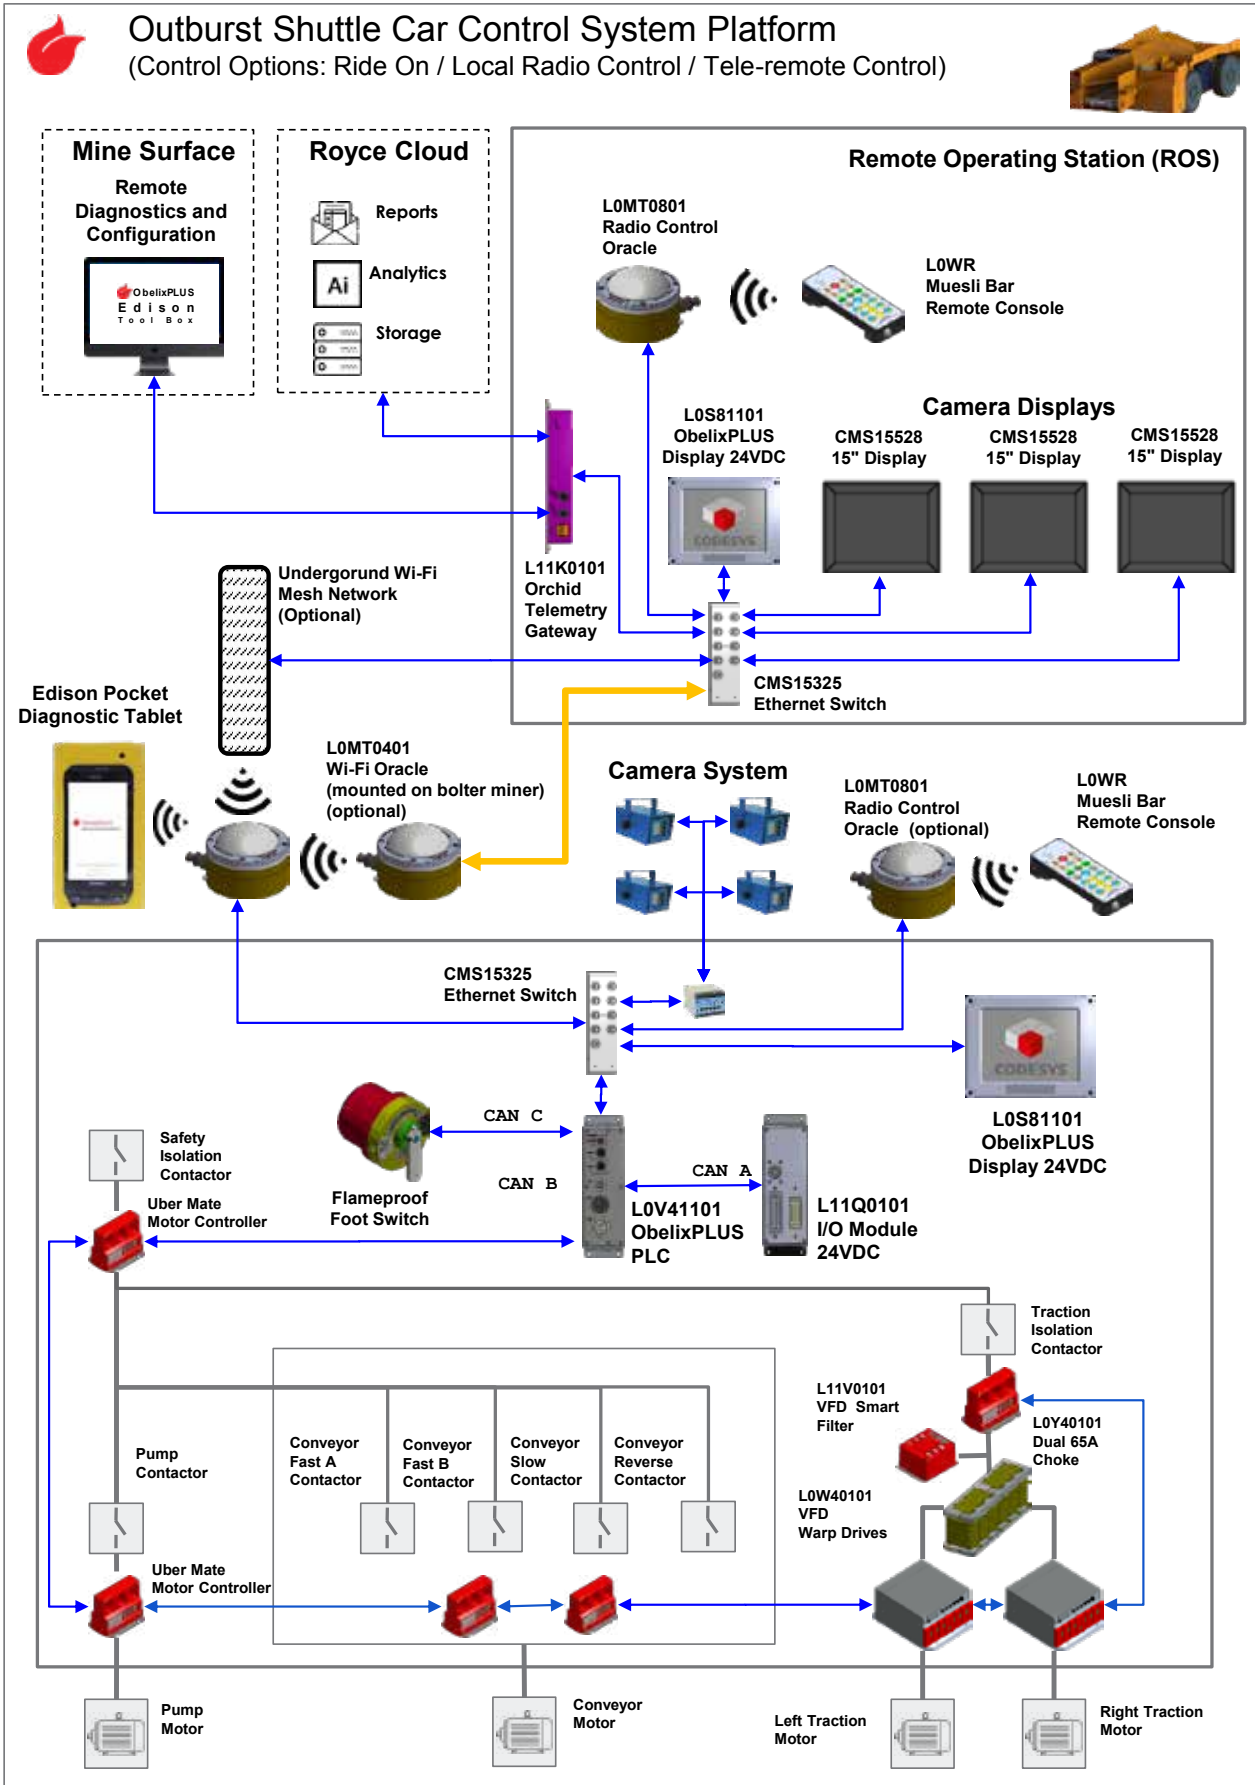 Outburst Shuttle Car Control System Platform
(Control Options: Ride On / Local Radio Control / Tele-remote Control)
Mine Surface
Remote
Diagnostics and
Configuration
ObelixPLUS
Edison
Tool Box
Royce Cloud
Reports
Ai
Analytics
Storage
Remote Operating Station (ROS)
L0MT0801
Radio Control
Oracle
L0WR
Muesli Bar
Remote Console
L0S81101
ObelixPLUS
Display 24VDC
CODESYS
Camera Displays
CMS15528
15" Display
CMS15528
15" Display
CMS15528
15" Display
L11K0101
Orchid
Telemetry
Gateway
CMS15325
Ethernet Switch
Undergorund Wi-Fi
Mesh Network
(Optional)
Edison Pocket
Diagnostic Tablet
L0MT0401
Wi-Fi Oracle
(mounted on bolter miner)
(optional)
Camera System
L0MT0801
Radio Control
Oracle (optional)
L0WR
Muesli Bar
Remote Console
CMS15325
Ethernet Switch
CODESYS
L0S81101
ObelixPLUS
Display 24VDC
CAN C
CAN B
CAN A
Flameproof
Foot Switch
L0V41101
ObelixPLUS
PLC
L11Q0101
I/O Module
24VDC
Safety
Isolation
Contactor
Uber Mate
Motor Controller
Traction
Isolation
Contactor
L11V0101
VFD Smart
Filter
L0Y40101
Dual 65A
Choke
L0W40101
VFD
Warp Drives
Pump
Contactor
Conveyor
Fast A
Contactor
Conveyor
Fast B
Contactor
Conveyor
Slow
Contactor
Conveyor
Reverse
Contactor
Uber Mate
Motor Controller
Pump
Motor
Conveyor
Motor
Left Traction
Motor
Right Traction
Motor